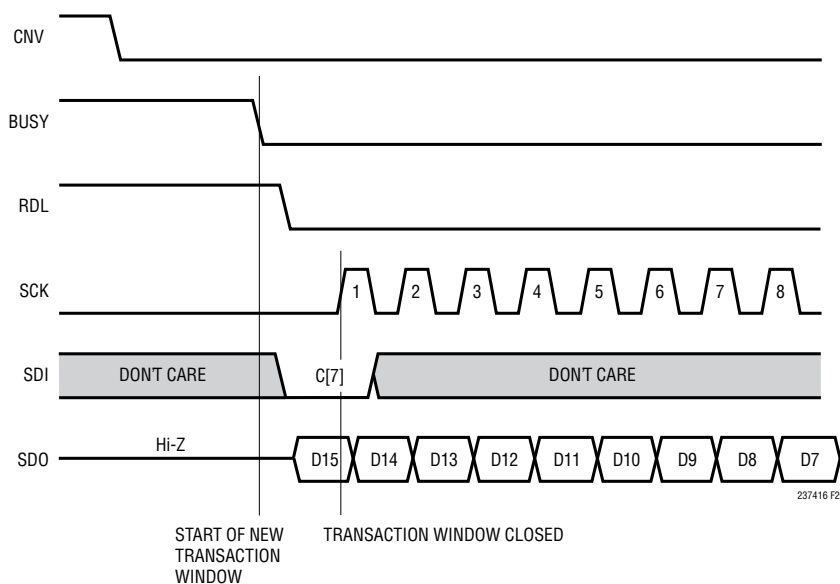 CNV
BUSY
RDL
SCK
1 2 3 4 5 6 7 8
SDI
DON'T CARE C[7] DON'T CARE
SDO
Hi-Z D15 D14 D13 D12 D11 D10 D9 D8 D7
237416 F2
START OF NEW
TRANSACTION
WINDOW
TRANSACTION WINDOW CLOSED